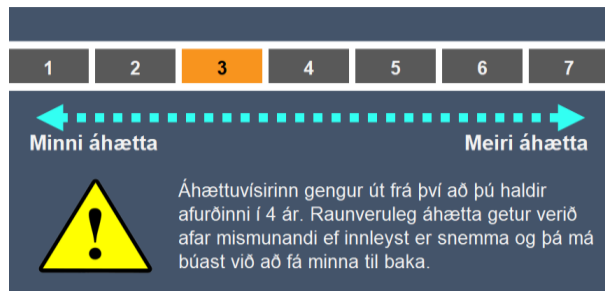 1 2 3 4 5 6 7
Minni áhætta Meiri áhætta
Áhættuvísirinn gengur út frá því að þú haldir
afurðinni í 4 ár. Raunveruleg áhætta getur verið
afar mismunandi ef innleyst er snemma og þá má
búast við að fá minna til baka.